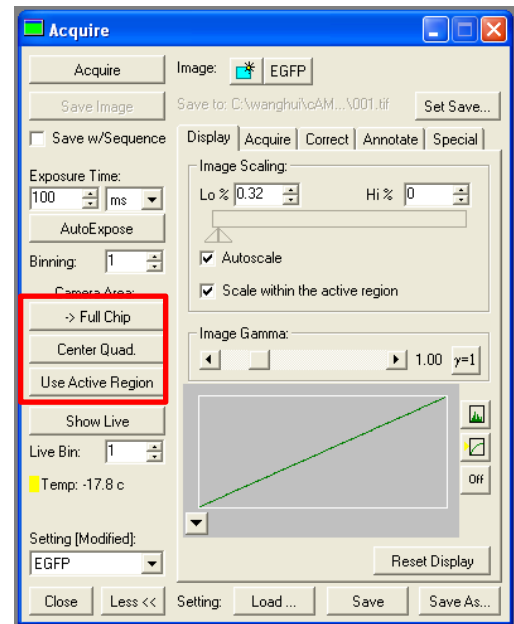 Acquire
Acquire
Image: EGFP
Save Image
Save to: C:\wanghui\cAM...\001.tif
Set Save...
Save w/Sequence
Display Acquire Correct Annotate Special
Exposure Time:
100 ms
AutoExpose
Binning: 1
Camera Area:
-> Full Chip
Center Quad.
Use Active Region
Show Live
Live Bin: 1
Temp: -17.8 c
Setting [Modified]:
EGFP
Close Less <<
Image Scaling:
Lo % 0.32 Hi % 0
Autoscale
Scale within the active region
Image Gamma:
1.00 γ=1
Off
Reset Display
Setting: Load ... Save Save As...